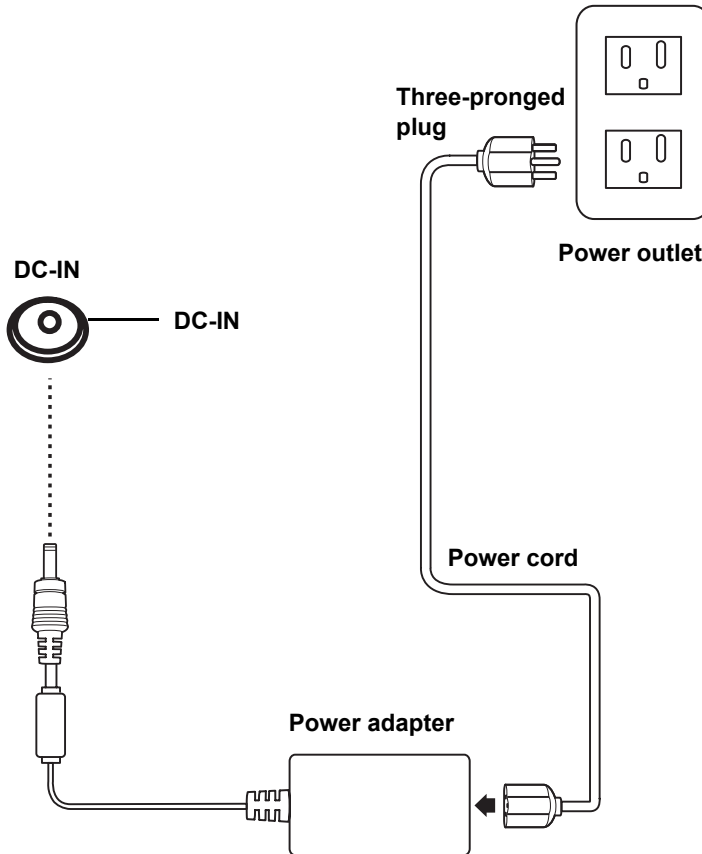 Three-pronged
plug
Power outlet
DC-IN
DC-IN
Power cord
Power adapter